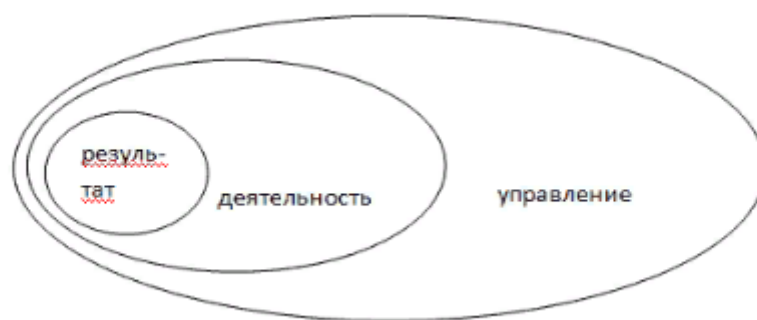 резуль-
тат
деятельность
управление